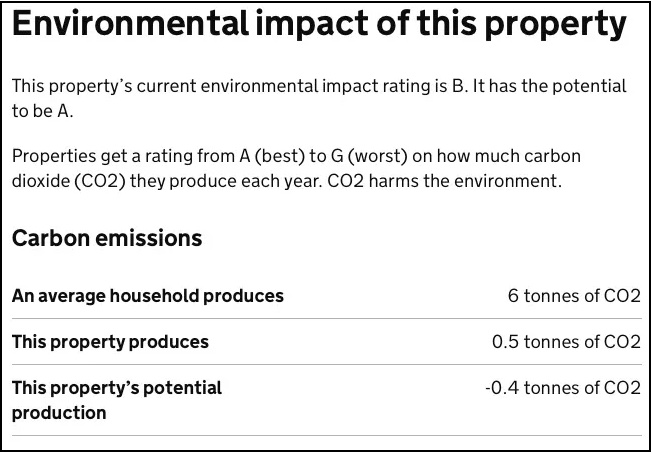 Environmental impact of this property
This property’s current environmental impact rating is B. It has the potential
to be A.
Properties get a rating from A (best) to G (worst) on how much carbon
dioxide (CO2) they produce each year. CO2 harms the environment.
Carbon emissions
An average household produces 6 tonnes of CO2
This property produces 0.5 tonnes of CO2
This property’s potential -0.4 tonnes of CO2
production